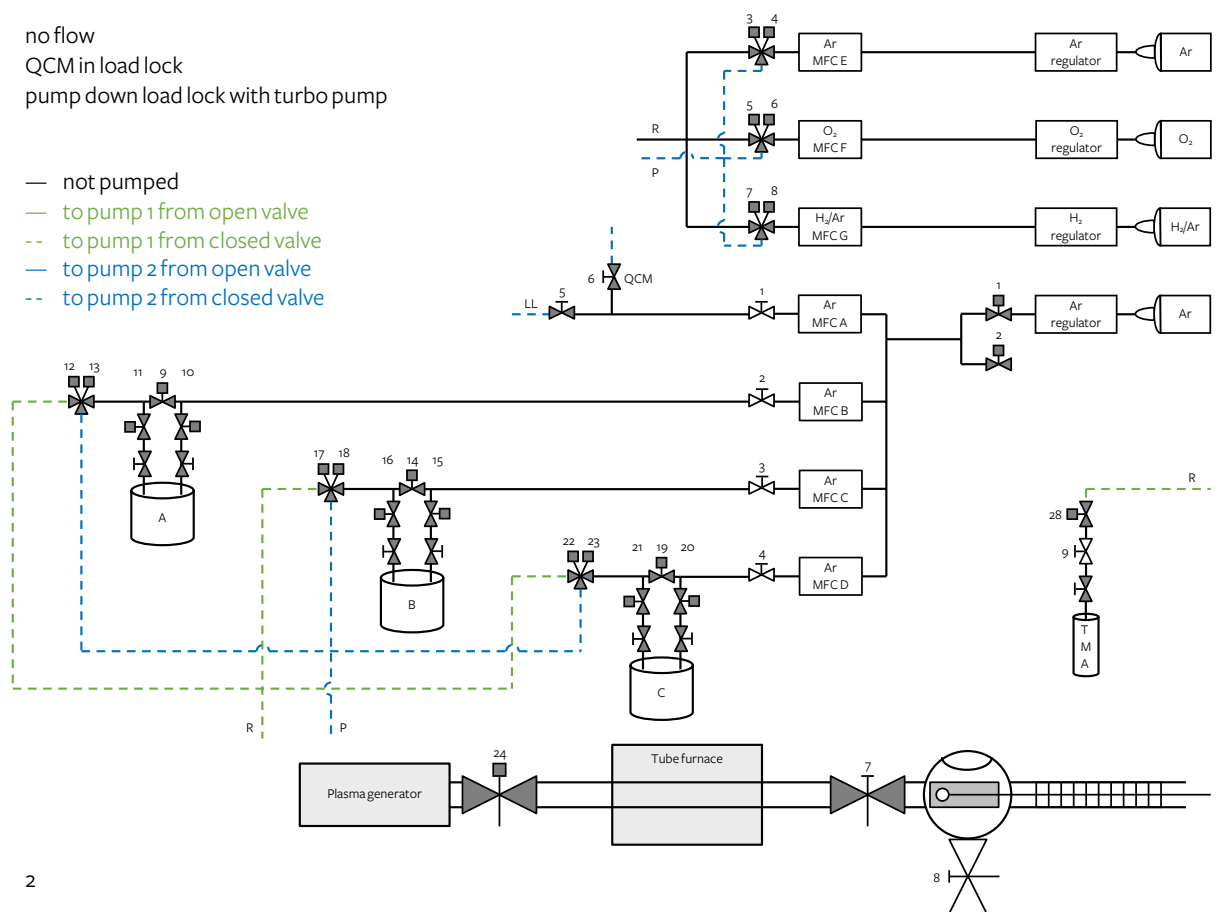 no flow
QCM in load lock
pump down load lock with turbo pump
— not pumped
— to pump 1 from open valve
-- to pump 1 from closed valve
— to pump 2 from open valve
-- to pump 2 from closed valve
3 4
Ar
MFC E
Ar
regulator
Ar
5 6
R
P
O₂
MFC F
O₂
regulator
O₂
7 8
H₂/Ar
MFC G
H₂
regulator
H₂/Ar
6 QCM
LL
5
1
Ar
MFC A
1
2
Ar
regulator
Ar
12 13
11 9 10
2
Ar
MFC B
A
17 18
16 14 15
3
Ar
MFC C
B
22 23
21 19 20
4
Ar
MFC D
C
R
28
9
T
M
A
R
P
Plasma generator
24
Tube furnace
7
8
2